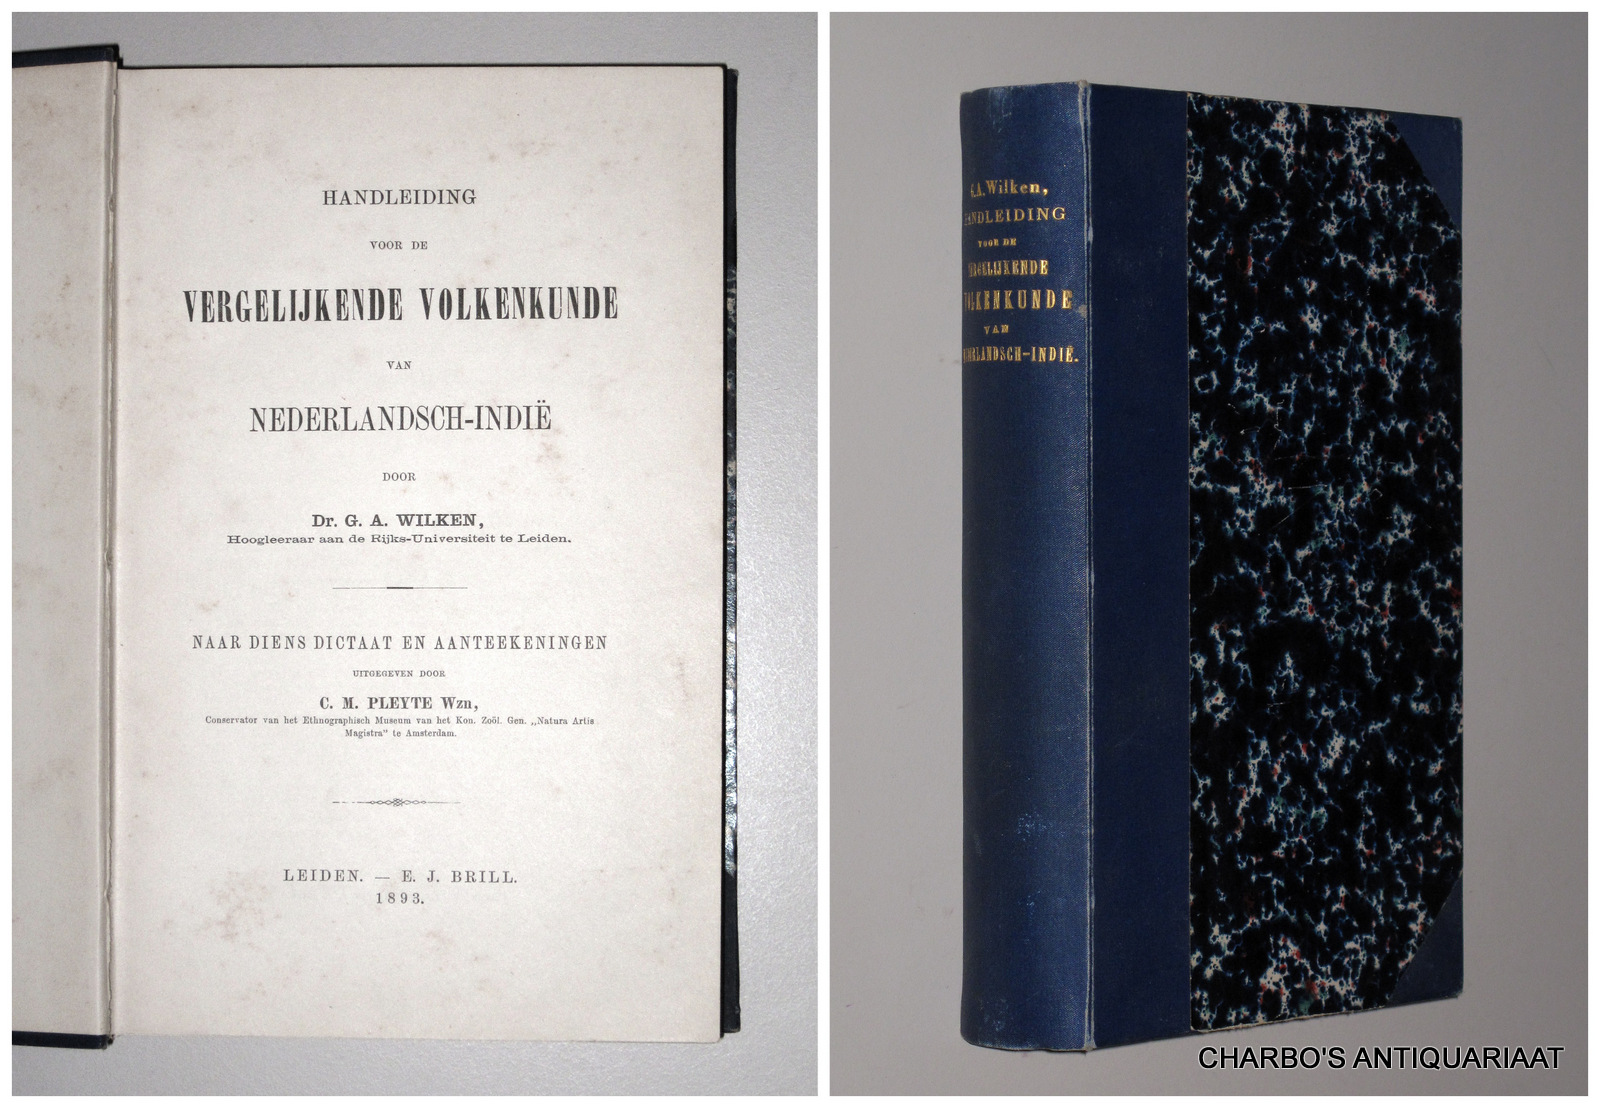 HANDLEIDING
VOOR DE
VERGELIJKENDE VOLKENKUNDE
VAN
NEDERLANDSCH-INDIË
DOOR
Dr. G. A. WILKEN,
Hoogleeraar aan de Rijks-Universiteit te Leiden.
NAAR DIENS DICTAAT EN AANTEEKENINGEN
UITGEGEVEN DOOR
C. M. PLEYTE Wzn,
Conservator van het Ethnographisch Museum van het Kon. Zoöl. Gen. „Natura Artis
Magistra" te Amsterdam.
LEIDEN. — E. J. BRILL.
1893.
G.A. Wilken,
HANDLEIDING
VOOR DE
VERGELIJKENDE
VOLKENKUNDE
VAN
NEDERLANDSCH-INDIË.
CHARBO'S ANTIQUARIAAT